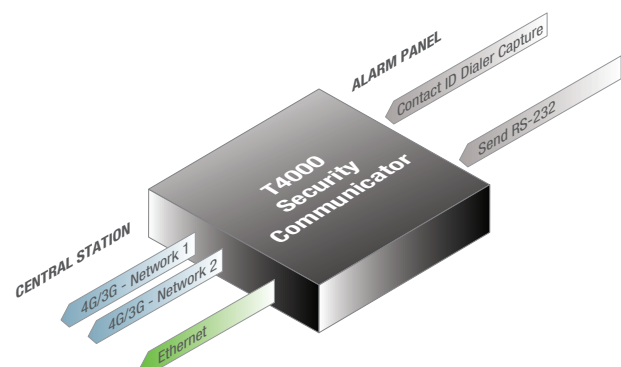 ALARM PANEL
Contact ID Dialer Capture
Send RS-232
T4000
Security
Communicator
CENTRAL STATION
4G/3G - Network 1
4G/3G - Network 2
Ethernet